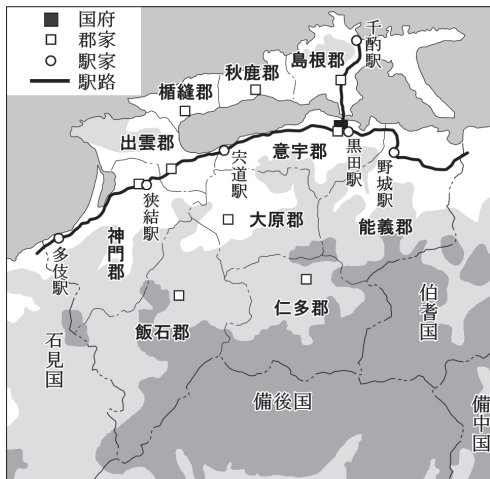 国府
郡家
駅家
駅路
千酌駅
島根郡
秋鹿郡
楯縫郡
出雲郡
宍道駅
意宇郡
黒田駅
野城駅
狭結駅
大原郡
能義郡
神門郡
多伎駅
仁多郡
飯石郡
伯耆国
石見国
備後国
備中国